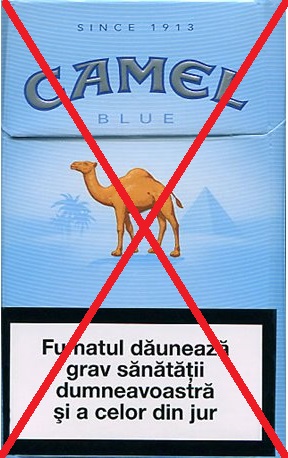 SINCE 1913
CAMEL
BLUE
Fumatul dăunează
grav sănătăţii
dumneavoastră
şi a celor din jur